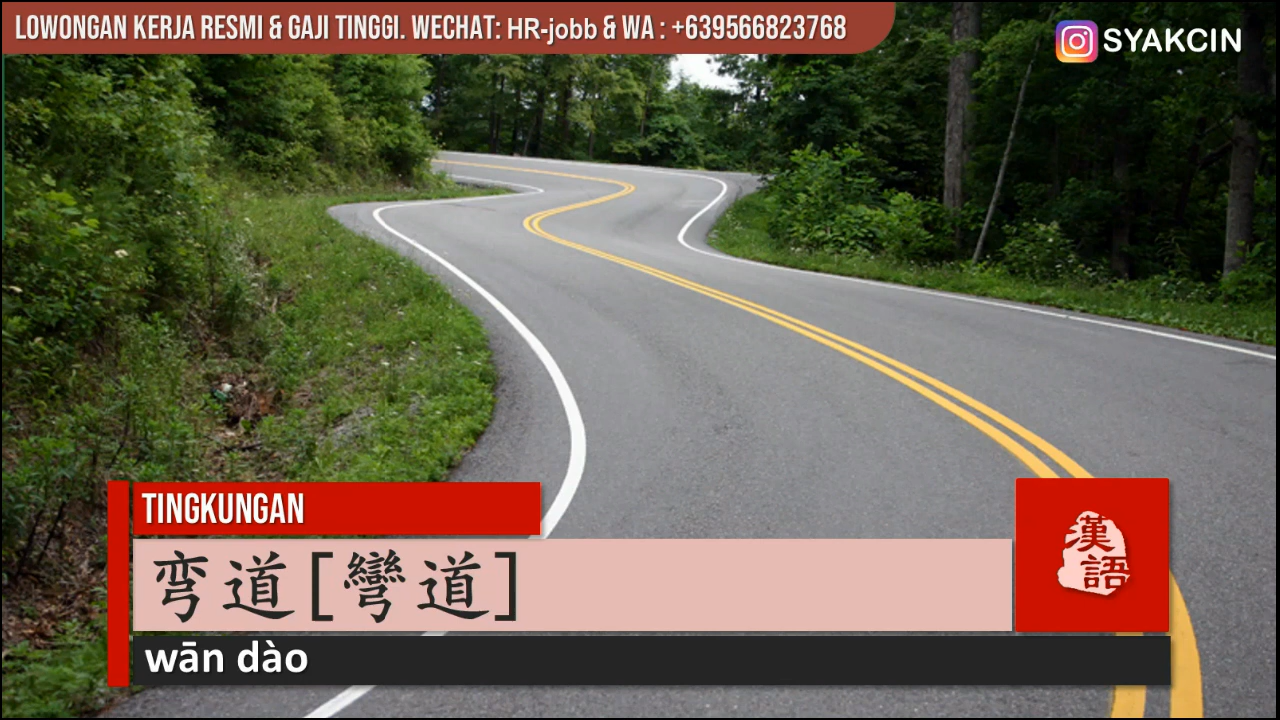 LOWONGAN KERJA RESMI & GAJI TINGGI. WECHAT: HR-jobb & WA : +639566823768
SYAKCIN
TINGKUNGAN
弯道[彎道]
漢語
wān dào